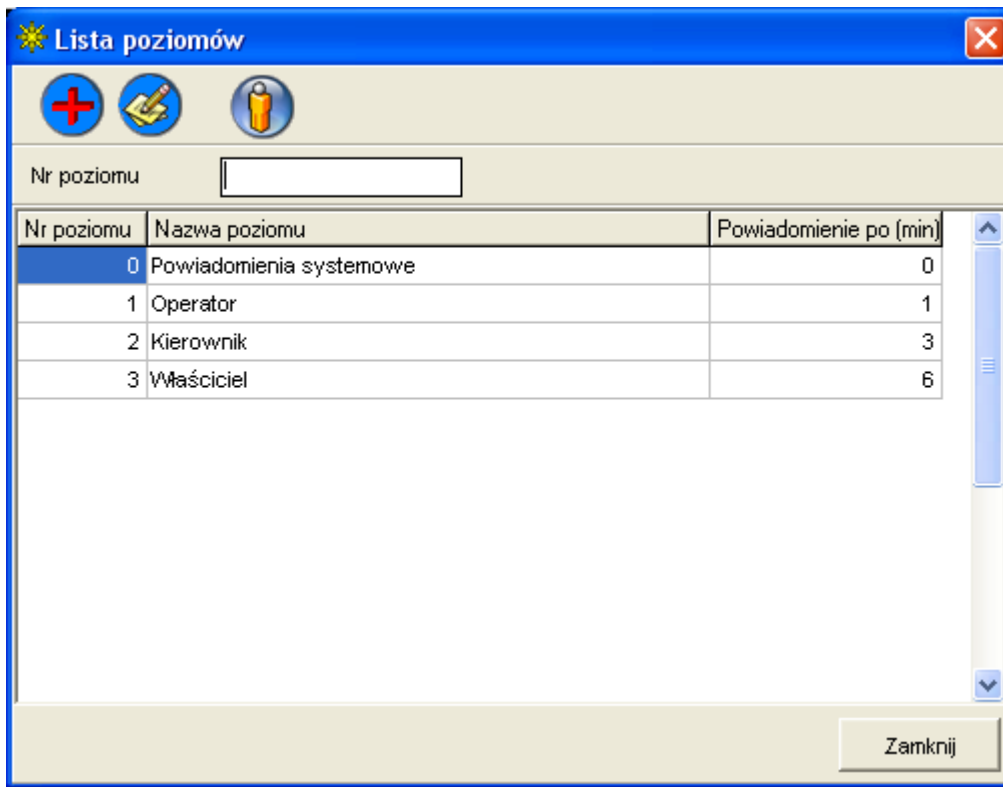 Lista poziomów
Nr poziomu
Nr poziomu Nazwa poziomu Powiadomienie po (min)
0 Powiadomienia systemowe 0
1 Operator 1
2 Kierownik 3
3 Właściciel 6
Zamknij